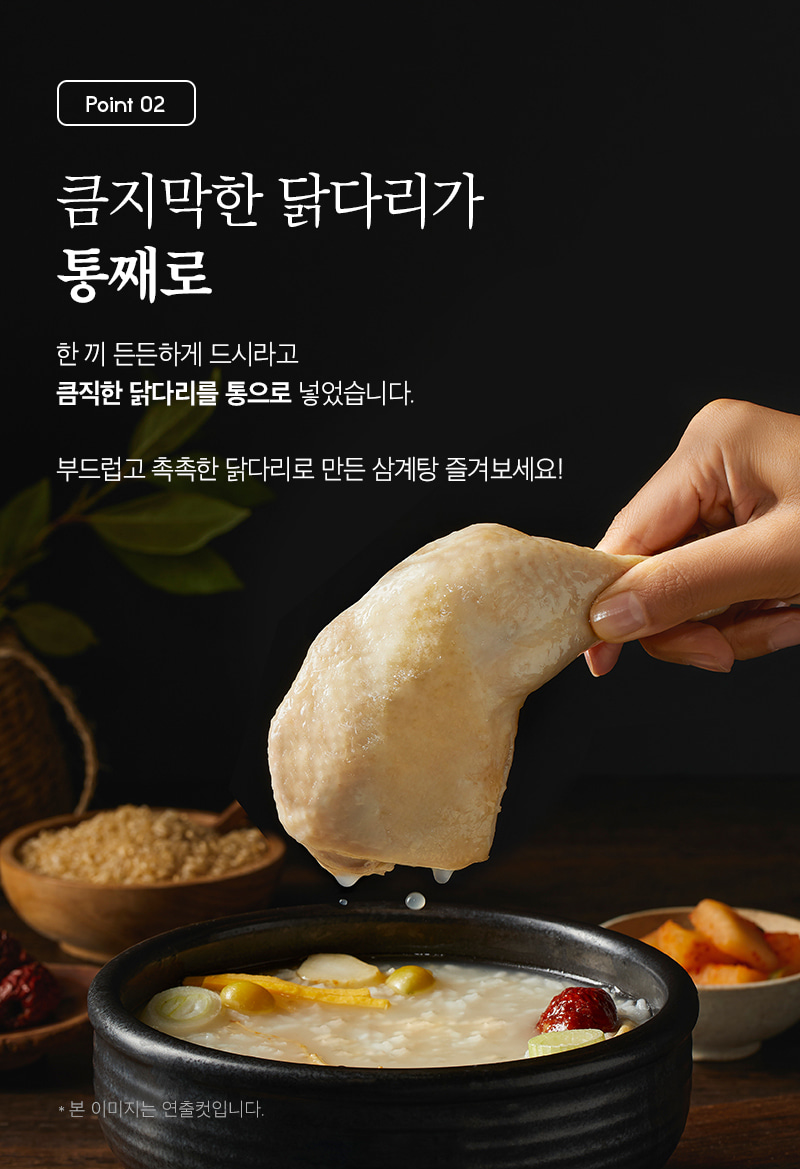 Point 02
큼지막한 닭다리가
통째로
한 끼 든든하게 드시라고
큼직한 닭다리를 통으로 넣었습니다.
부드럽고 촉촉한 닭다리로 만든 삼계탕 즐겨보세요!
* 본 이미지는 연출컷입니다.